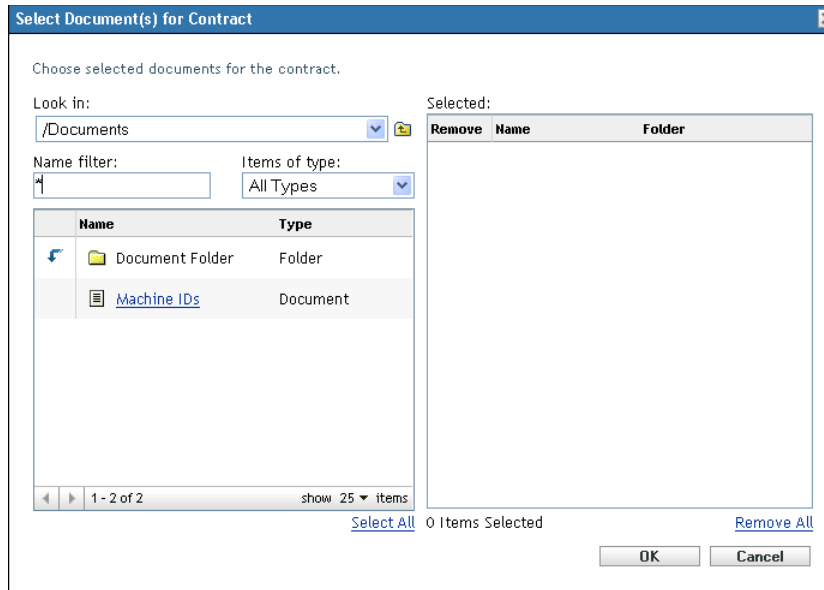 Select Document(s) for Contract
Choose selected documents for the contract.
Look in:
/Documents
Name filter:
Items of type:
*
All Types
Name
Type
Document Folder
Folder
Machine IDs
Document
1 - 2 of 2
show 25 items
Select All
Selected:
Remove
Name
Folder
0 Items Selected
Remove All
OK
Cancel